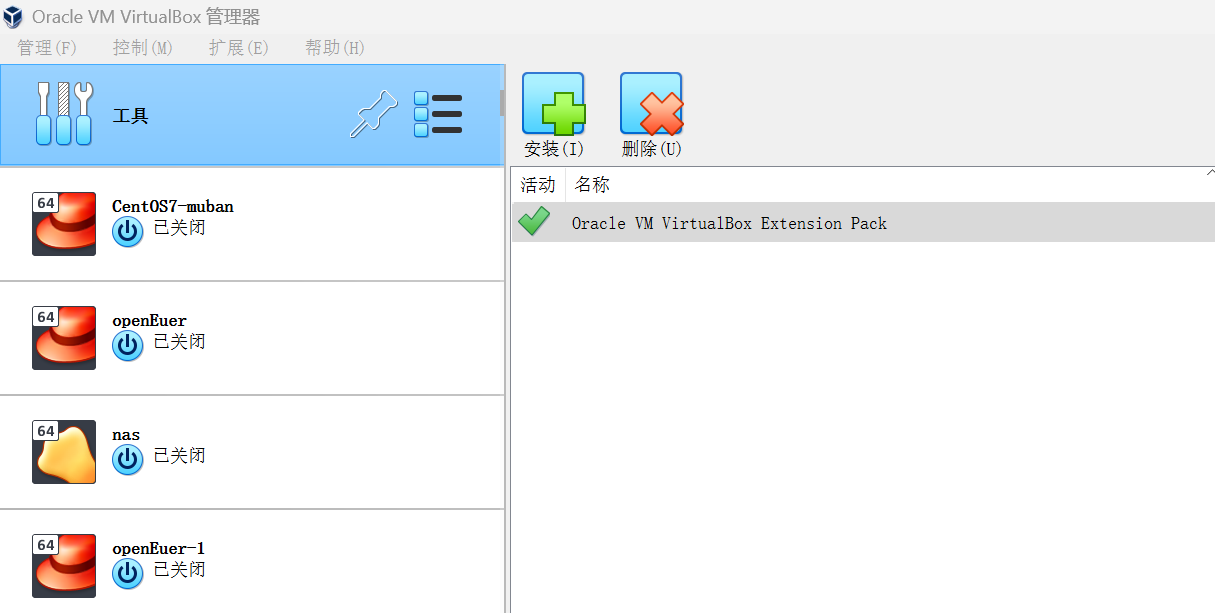 Oracle VM VirtualBox 管理器
管理(F) 控制(M) 扩展(E) 帮助(H)
工具
安装(I) 删除(U)
活动 名称
Oracle VM VirtualBox Extension Pack
64
CentOS7-muban
已关闭
64
openEuer
已关闭
64
nas
已关闭
64
openEuer-1
已关闭